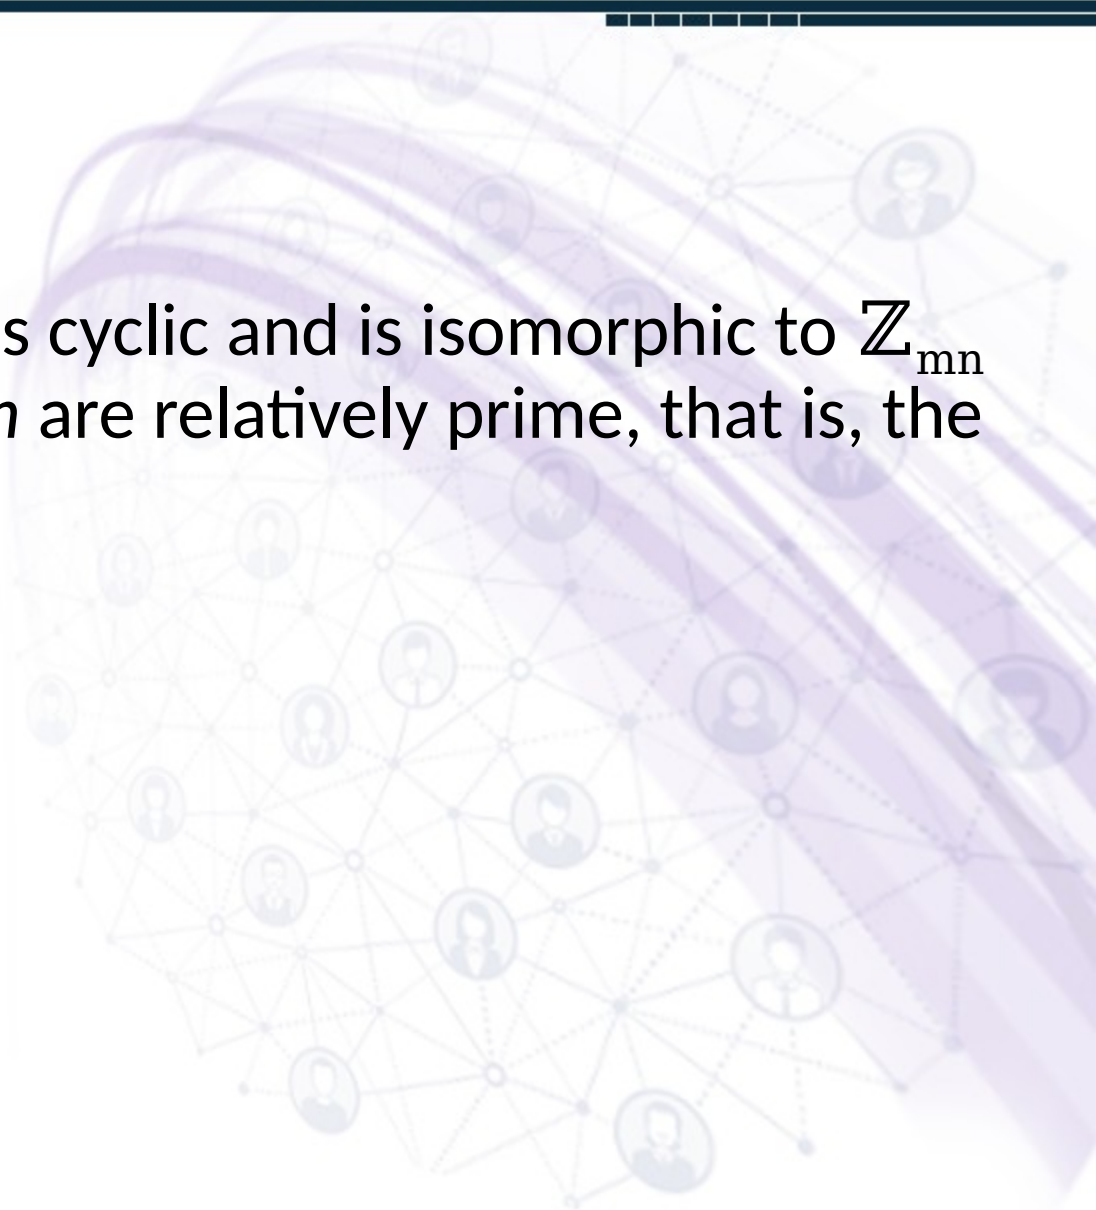 s cyclic and is isomorphic to ℤₘₙ
n are relatively prime, that is, the